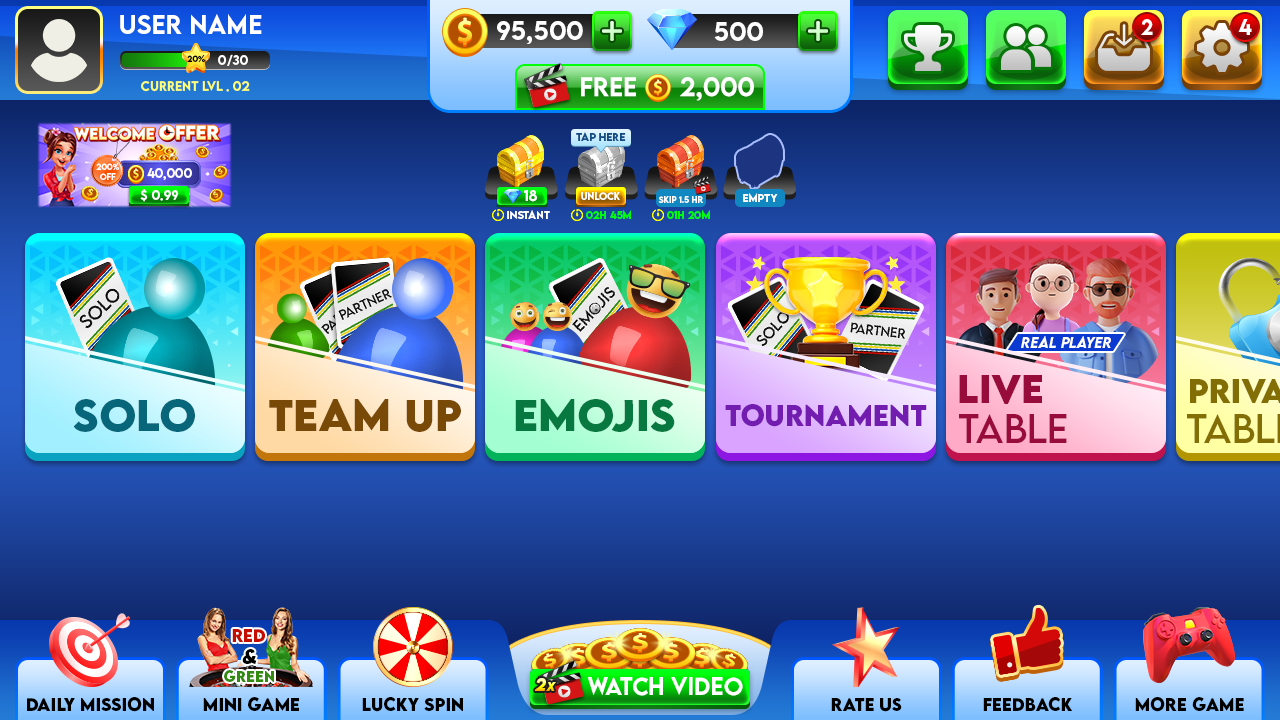 USER NAME
20%
0/30
CURRENT LVL . 02
95,500
500
FREE 2,000
2
4
WELCOME OFFER
200%
OFF
40,000
$ 0.99
18
INSTANT
TAP HERE
UNLOCK
02H 45M
SKIP 1.5 HR
01H 20M
EMPTY
SOLO
SOLO
PARTNER
TEAM UP
EMOJIS
EMOJIS
SOLO
PARTNER
TOURNAMENT
REAL PLAYER
LIVE
TABLE
PRIVA
TABL
DAILY MISSION
RED
&
GREEN
MINI GAME
LUCKY SPIN
2x
WATCH VIDEO
RATE US
FEEDBACK
MORE GAME